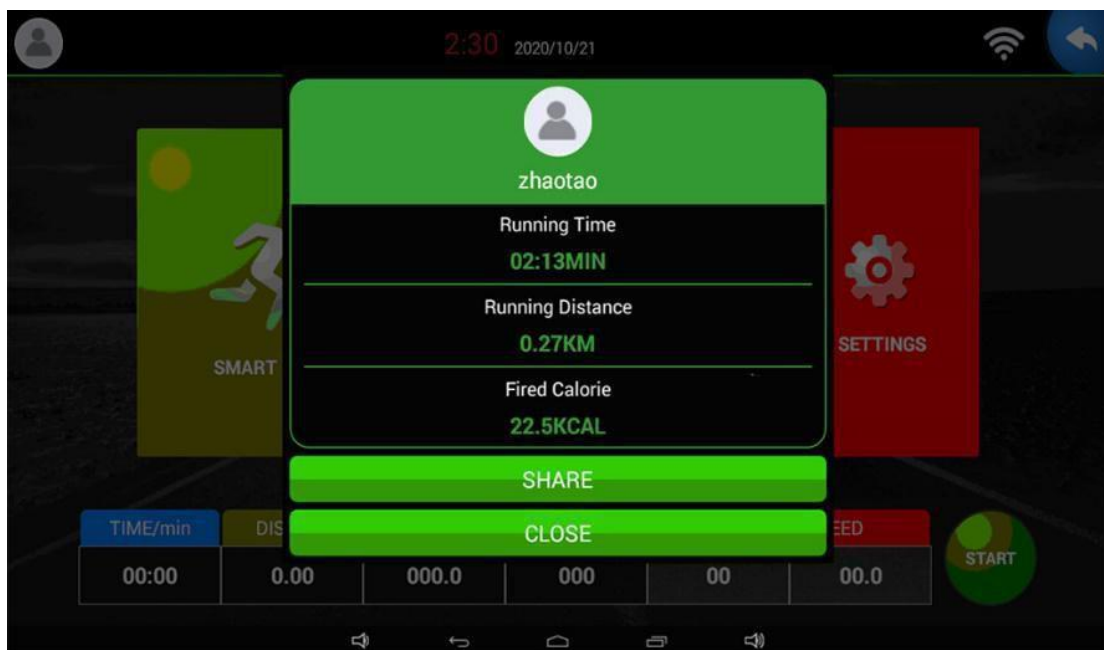 2:30 2020/10/21
zhaotao
Running Time
02:13MIN
Running Distance
0.27KM
Fired Calorie
22.5KCAL
SHARE
CLOSE
SMART
SETTINGS
TIME/min DIS EED
00:00 0.00 000.0 000 00 00.0
START